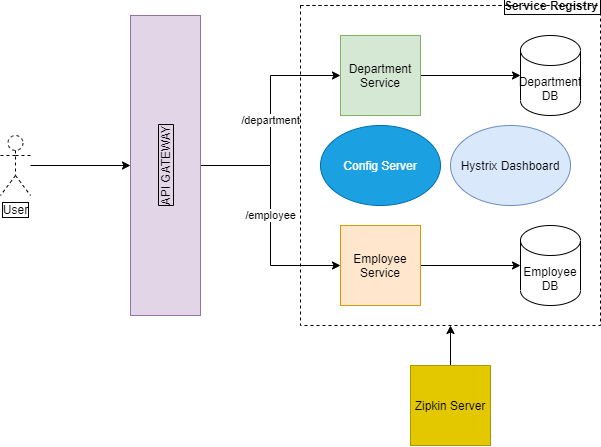 Service Registry
Department
Service
Department
DB
/department
API GATEWAY
Config Server
Hystrix Dashboard
User
/employee
Employee
Service
Employee
DB
Zipkin Server